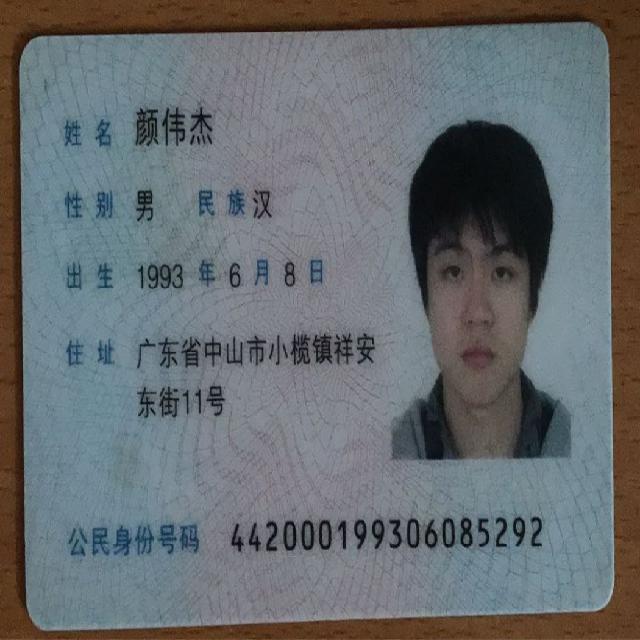 姓名 颜伟杰
性别 男 民族 汉
出生 1993 年 6 月 8 日
住址 广东省中山市小榄镇祥安
东街11号
公民身份号码 442000199306085292